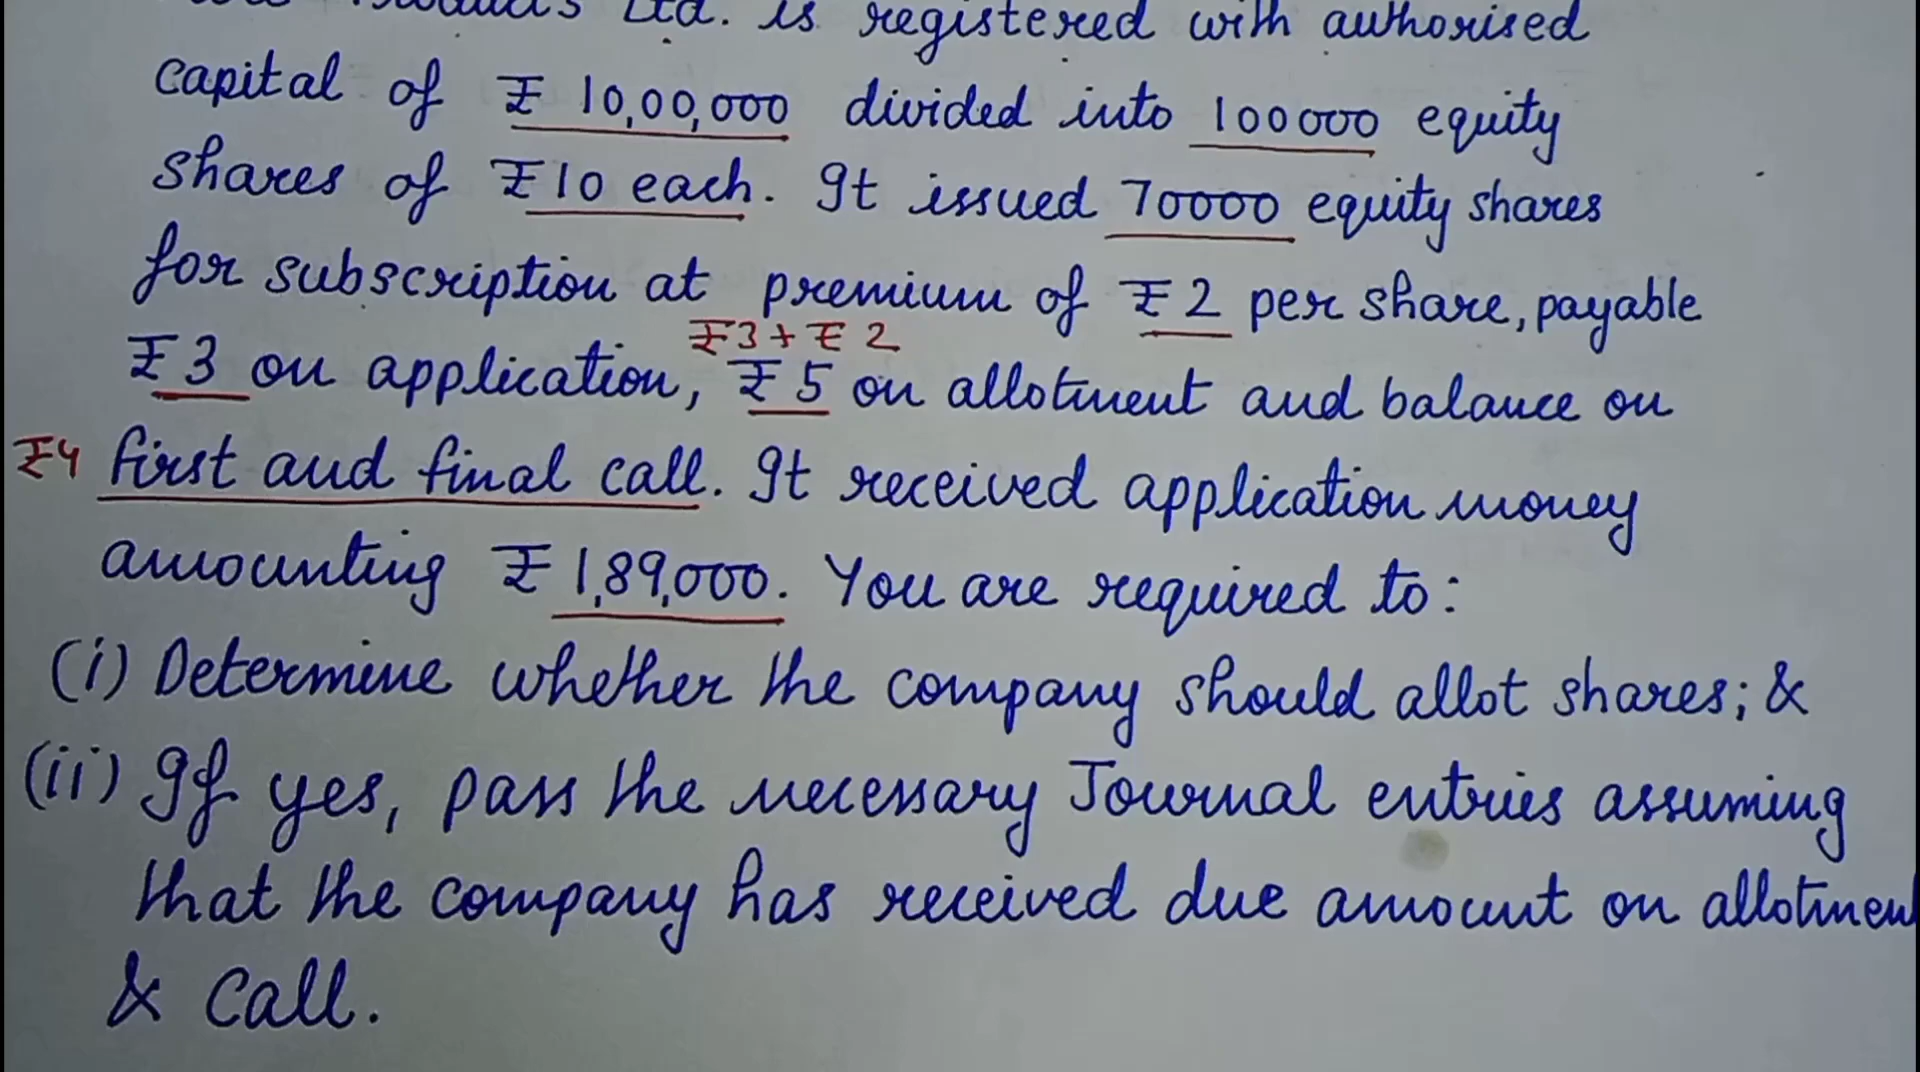 Ltd. is registered with authorised
capital of ₹ 10,00,000 divided into 100000 equity
shares of ₹10 each. It issued 70000 equity shares
for subscription at premium of ₹2 per share, payable
₹3 + ₹ 2
₹3 on application, ₹5 on allotment and balance on
₹4 first and final call. It received application money
amounting ₹1,89,000. You are required to:
(i) Determine whether the company should allot shares; &
(ii) If yes, pass the necessary Journal entries assuming
that the company has received due amount on allotmen
& Call.